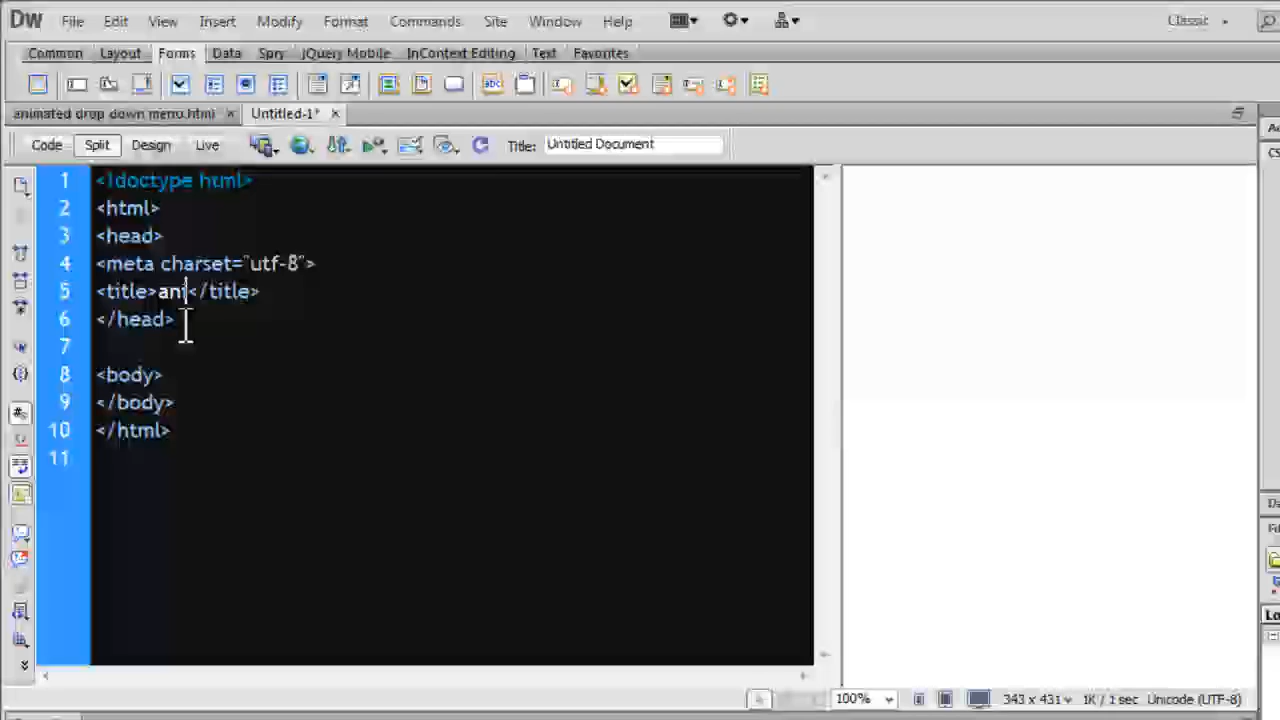 Dw File Edit View Insert Modify Format Commands Site Window Help Classic
Common Layout Forms Data Spry jQuery Mobile InContext Editing Text Favorites
abc
animated drop down menu.html × Untitled-1* ×
Code Split Design Live Title: Untitled Document
1 <!doctype html>
2 <html>
3 <head>
4 <meta charset="utf-8">
5 <title>ani</title>
6 </head>
7
8 <body>
9 </body>
10 </html>
11
100% 343 x 431 1K / 1 sec Unicode (UTF-8)